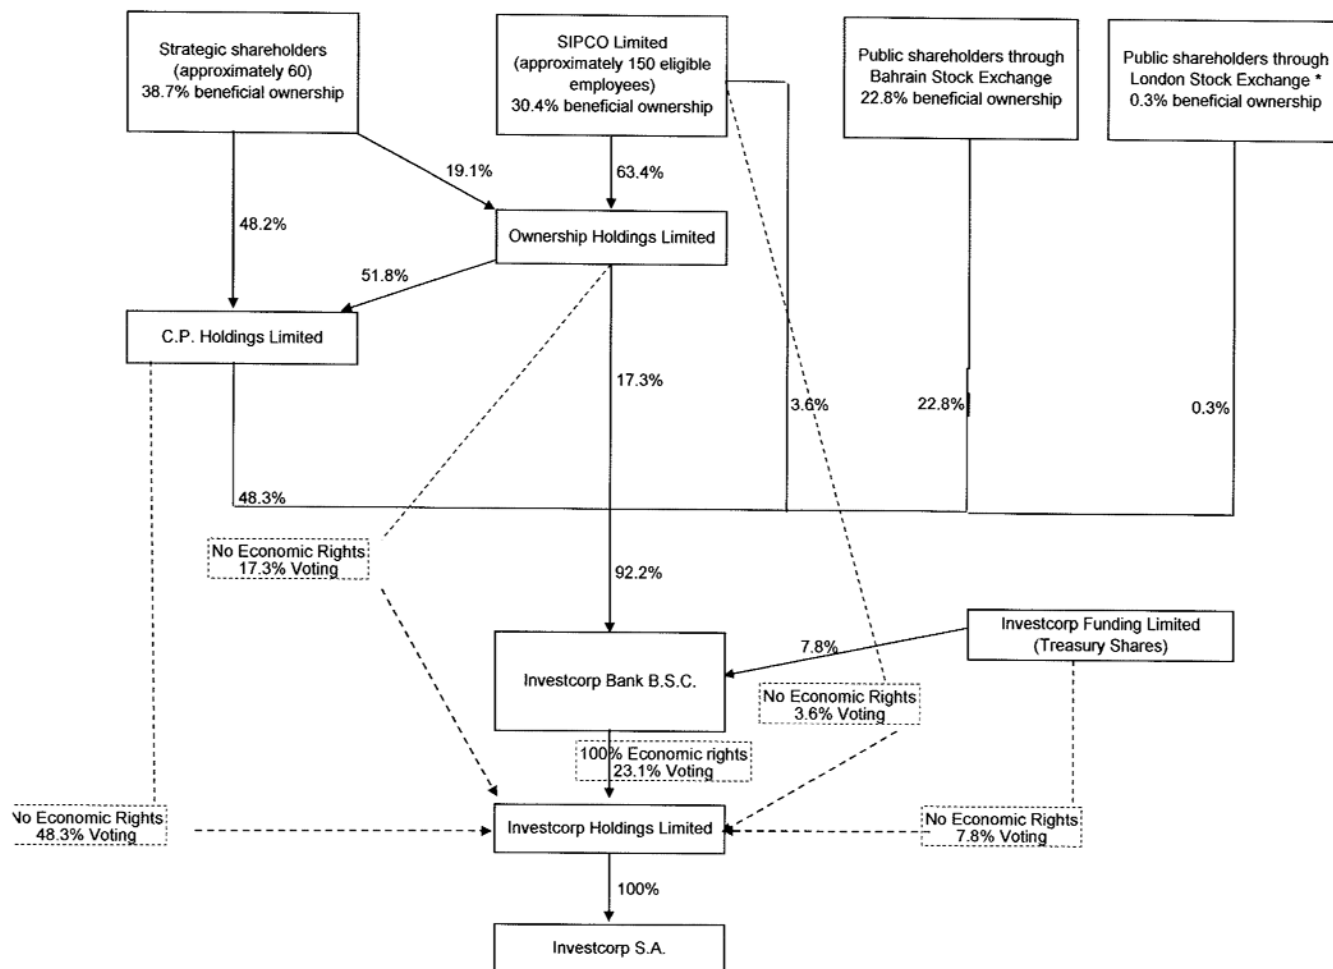 Strategic shareholders
(approximately 60)
38.7% beneficial ownership
SIPCO Limited
(approximately 150 eligible
employees)
30.4% beneficial ownership
Public shareholders through
Bahrain Stock Exchange
22.8% beneficial ownership
Public shareholders through
London Stock Exchange *
0.3% beneficial ownership
19.1%
63.4%
48.2%
Ownership Holdings Limited
51.8%
C.P. Holdings Limited
17.3%
3.6%
22.8%
0.3%
48.3%
No Economic Rights
17.3% Voting
92.2%
Investcorp Funding Limited
(Treasury Shares)
7.8%
Investcorp Bank B.S.C.
No Economic Rights
3.6% Voting
100% Economic rights
23.1% Voting
No Economic Rights
48.3% Voting
Investcorp Holdings Limited
No Economic Rights
7.8% Voting
100%
Investcorp S.A.